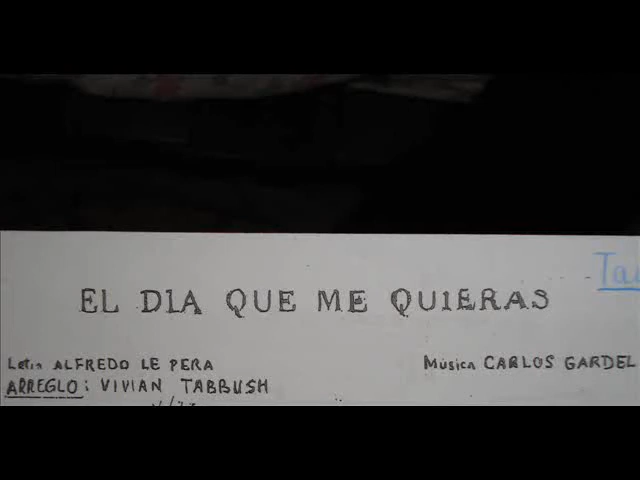 EL DIA QUE ME QUIERAS
Letra ALFREDO LE PERA
Música CARLOS GARDEL
ARREGLO: VIVIAN TABBUSH